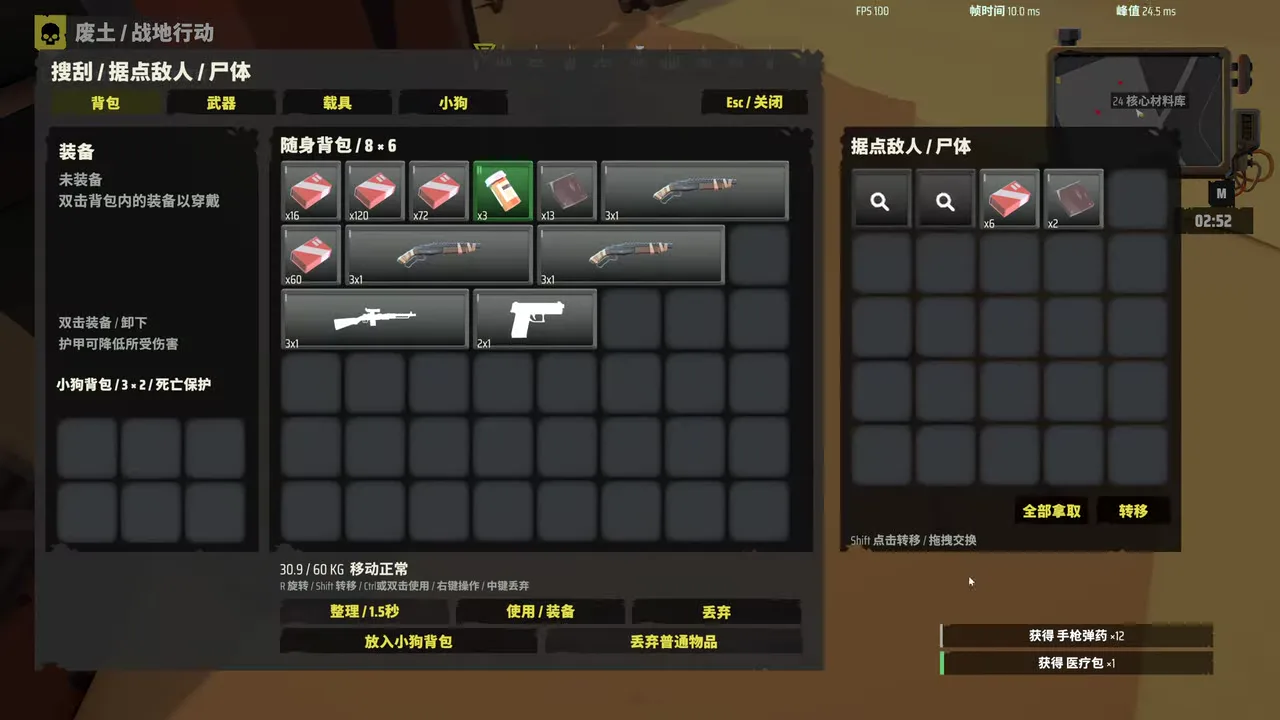 FPS 100
帧时间 10.0 ms
峰值 24.5 ms
废土 / 战地行动
搜刮 / 据点敌人 / 尸体
背包
武器
载具
小狗
Esc / 关闭
24 核心材料库
M
02:52
装备
未装备
双击背包内的装备以穿戴
双击装备 / 卸下
护甲可降低所受伤害
小狗背包 / 3 × 2 / 死亡保护
随身背包 / 8 × 6
x16
x120
x72
x3
x13
3x1
x60
3x1
3x1
3x1
2x1
30.9 / 60 KG 移动正常
R 旋转 / Shift 转移 / Ctrl或双击使用 / 右键操作 / 中键丢弃
整理 / 1.5秒
使用 / 装备
丢弃
放入小狗背包
丢弃普通物品
据点敌人 / 尸体
x6
x2
全部拿取
转移
Shift 点击转移 / 拖拽交换
获得 手枪弹药 ×12
获得 医疗包 ×1